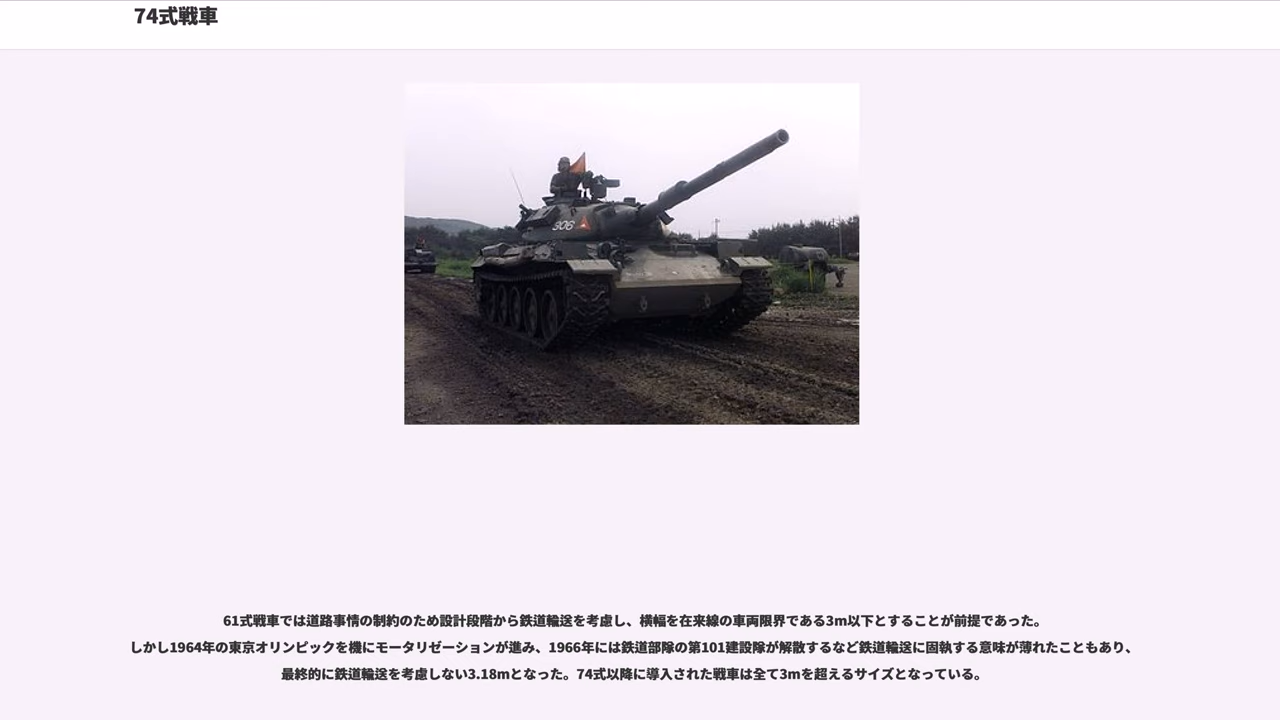 74式戦車
306
61式戦車では道路事情の制約のため設計段階から鉄道輸送を考慮し、横幅を在来線の車両限界である3m以下とすることが前提であった。
しかし1964年の東京オリンピックを機にモータリゼーションが進み、1966年には鉄道部隊の第101建設隊が解散するなど鉄道輸送に固執する意味が薄れたこともあり、
最終的に鉄道輸送を考慮しない3.18mとなった。74式以降に導入された戦車は全て3mを超えるサイズとなっている。